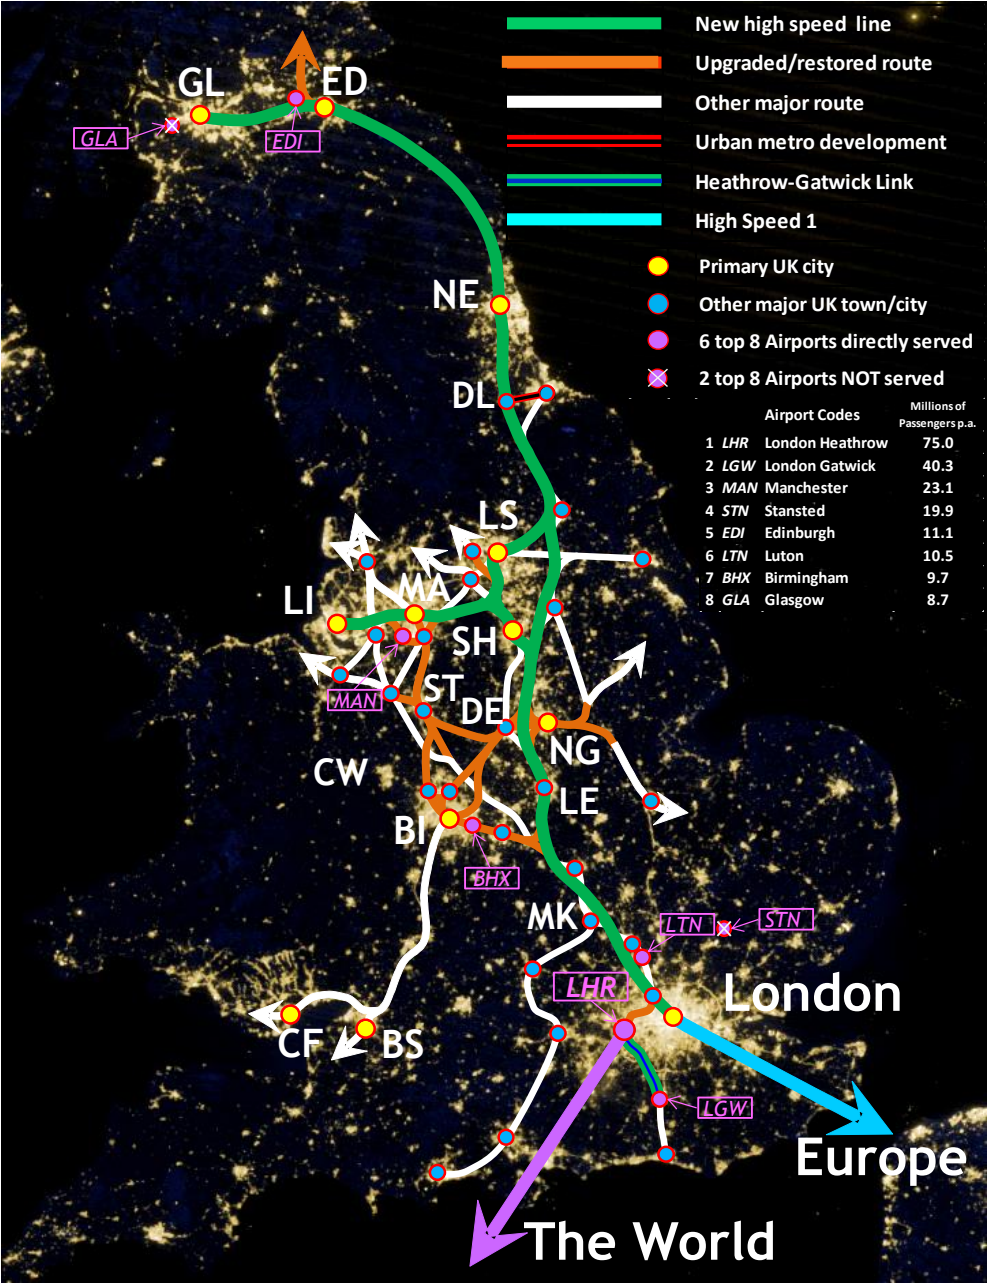 New high speed line
Upgraded/restored route
Other major route
Urban metro development
Heathrow-Gatwick Link
High Speed 1
Primary UK city
Other major UK town/city
6 top 8 Airports directly served
2 top 8 Airports NOT served
Airport Codes
Millions of
Passengers p.a.
1 LHR London Heathrow 75.0
2 LGW London Gatwick 40.3
3 MAN Manchester 23.1
4 STN Stansted 19.9
5 EDI Edinburgh 11.1
6 LTN Luton 10.5
7 BHX Birmingham 9.7
8 GLA Glasgow 8.7
GL
ED
GLA
EDI
NE
DL
LS
MA
LI
SH
MAN
ST
DE
NG
CW
LE
BI
BHX
MK
LTN
STN
LHR
London
CF
BS
LGW
Europe
The World